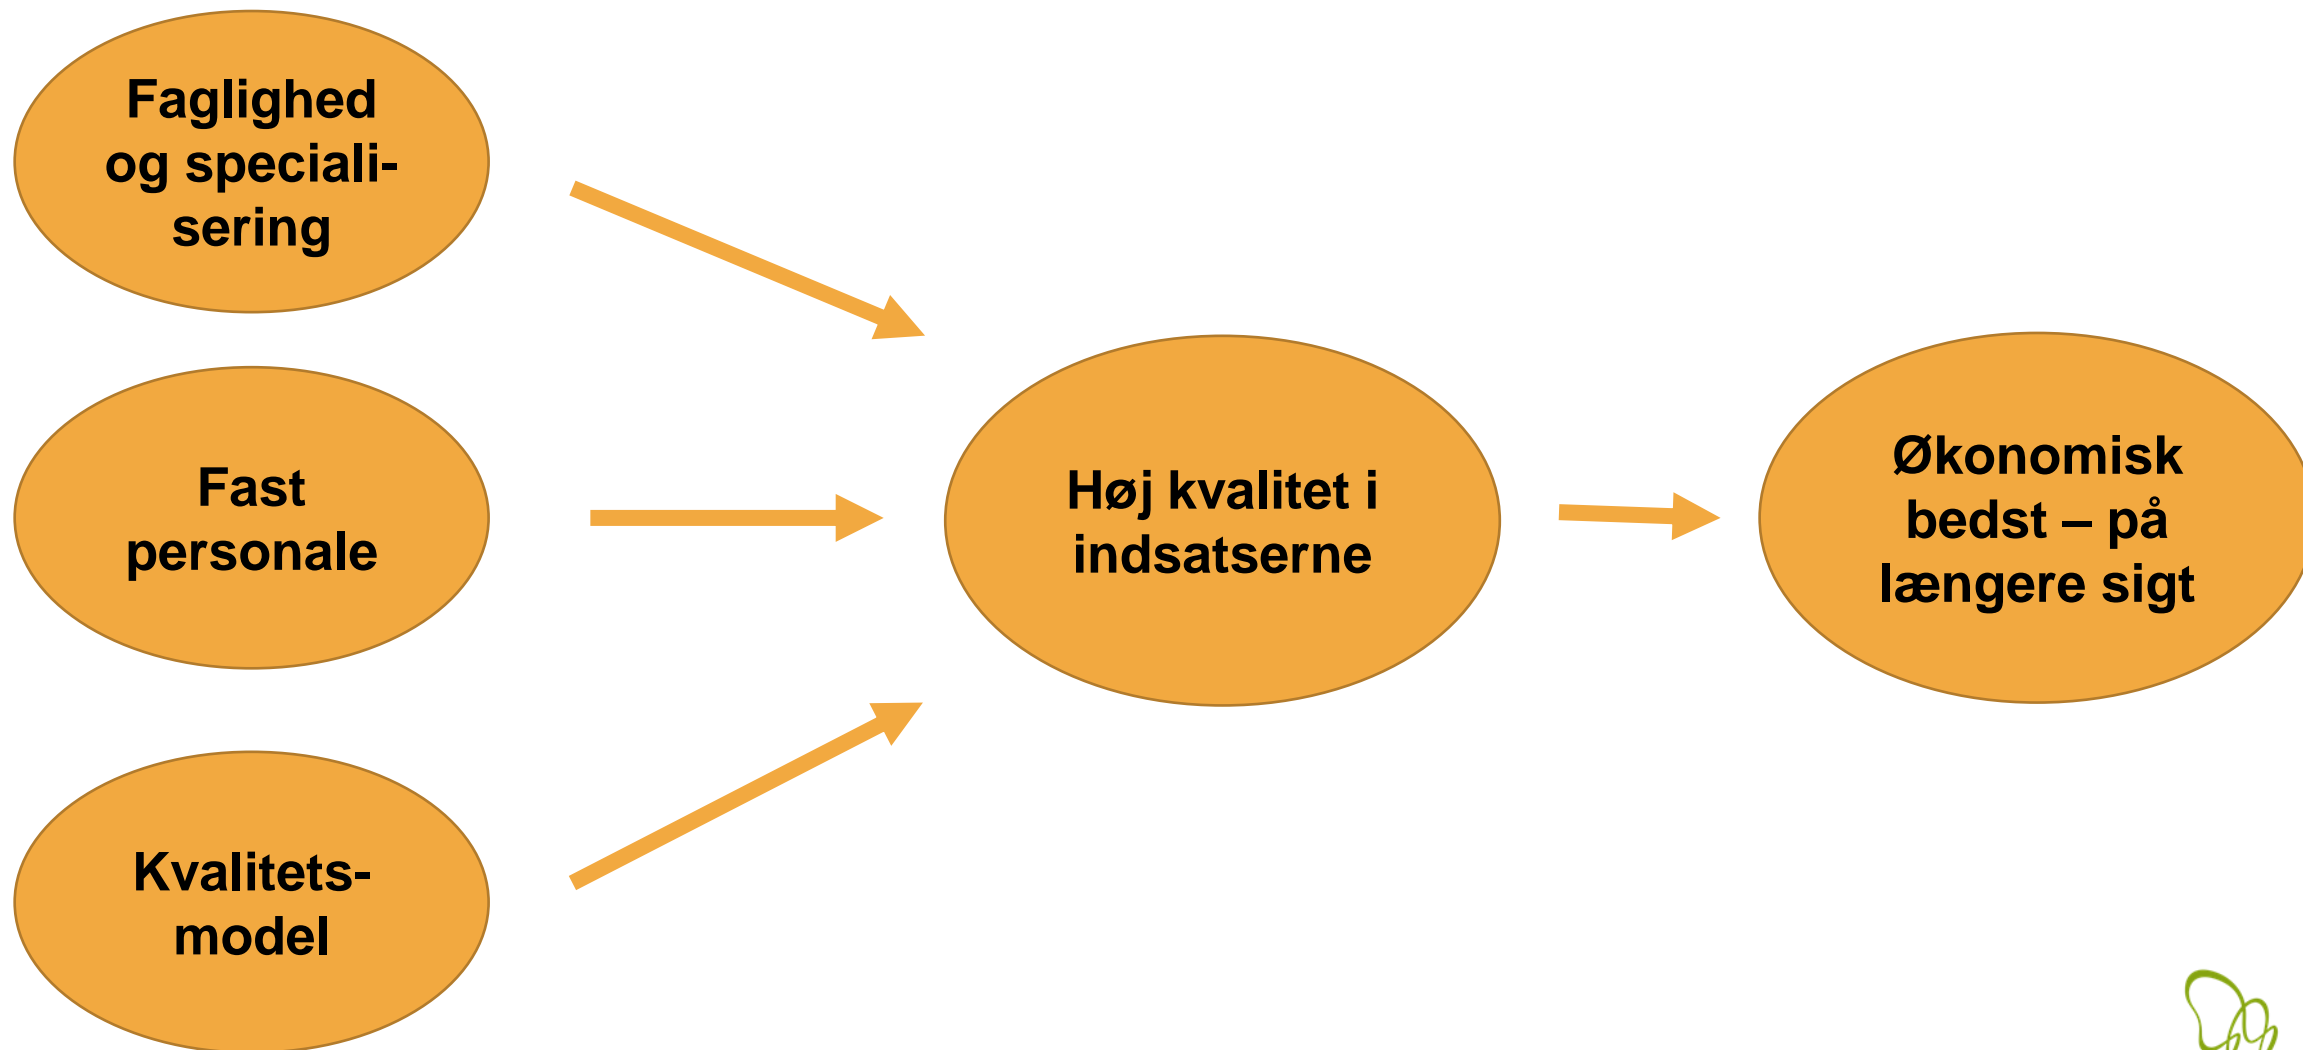 Faglighed
og speciali-
sering
Fast
personale
Kvalitets-
model
Høj kvalitet i
indsatserne
Økonomisk
bedst – på
længere sigt